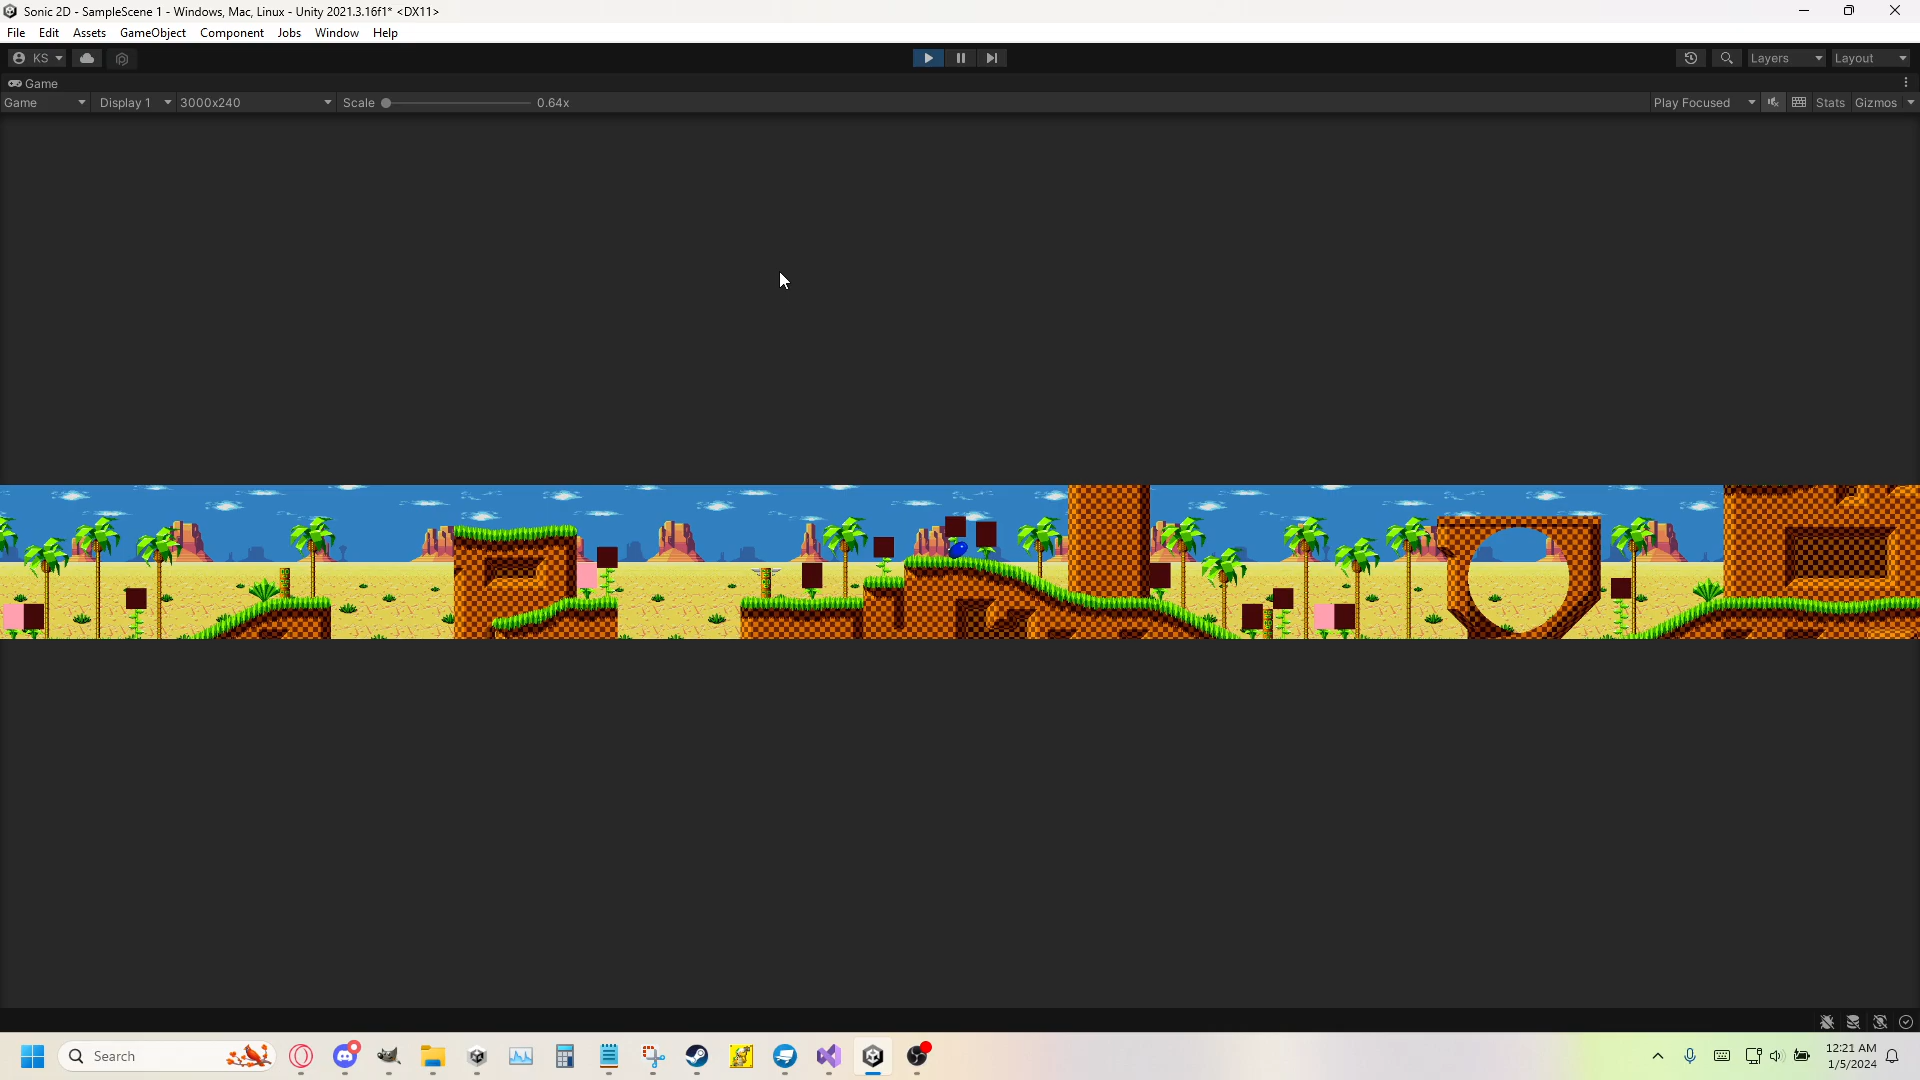 Sonic 2D - SampleScene 1 - Windows, Mac, Linux - Unity 2021.3.16f1* <DX11>
File Edit Assets GameObject Component Jobs Window Help
KS Layers Layout
Game
Game Display 1 3000x240 Scale 0.64x Play Focused Stats Gizmos
Search
12:21 AM
1/5/2024